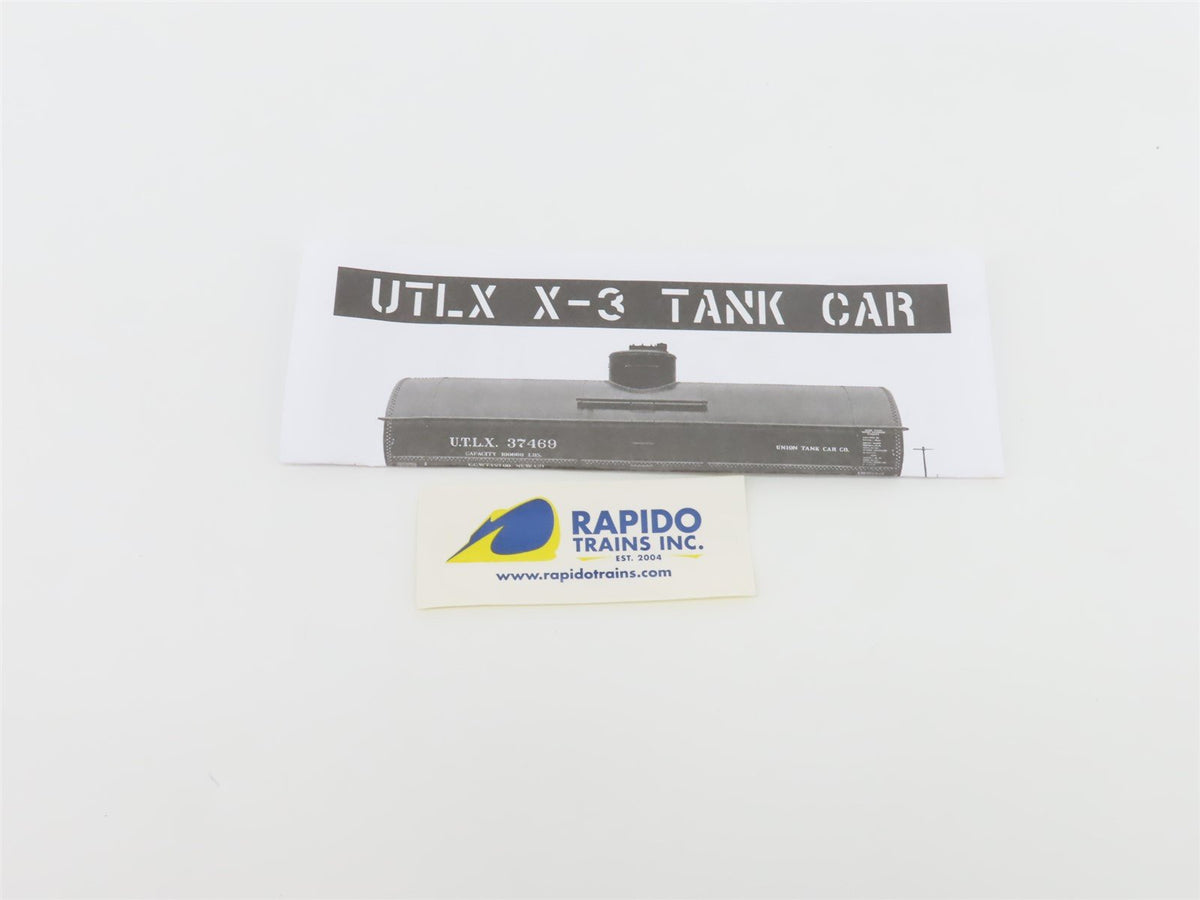 UTLX X-3 TANK CAR
U.T.L.X. 37469
CAPACITY 100000 LBS.
UNION TANK CAR CO.
RAPIDO
TRAINS INC.
EST. 2004
www.rapidotrains.com